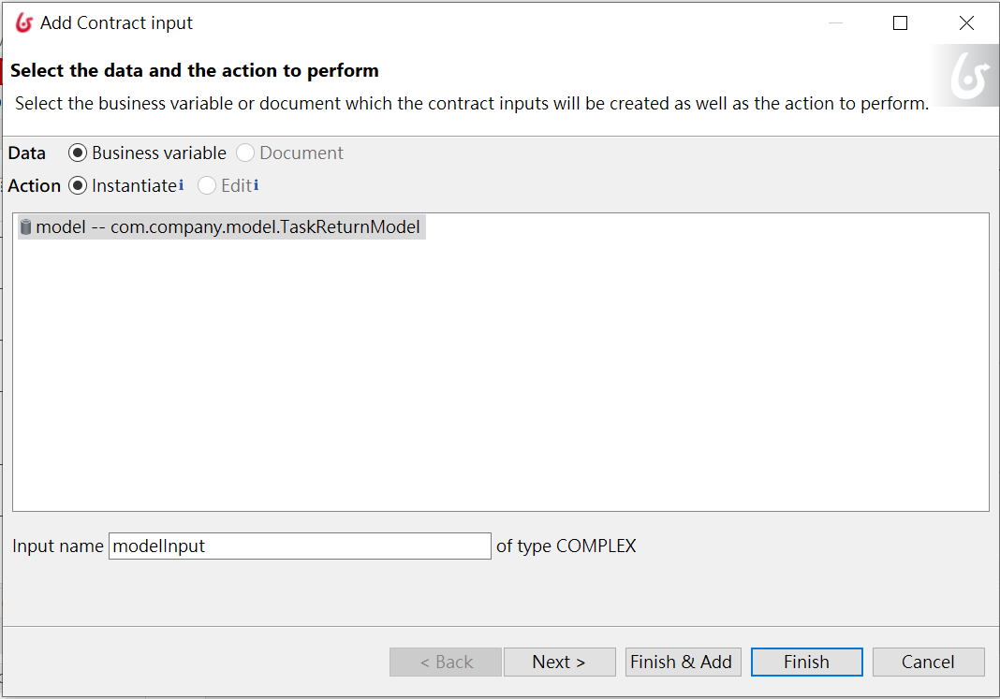 Add Contract input
Select the data and the action to perform
Select the business variable or document which the contract inputs will be created as well as the action to perform.
Data Business variable Document
Action Instantiate i Edit i
model -- com.company.model.TaskReturnModel
Input name modelInput of type COMPLEX
< Back Next > Finish & Add Finish Cancel